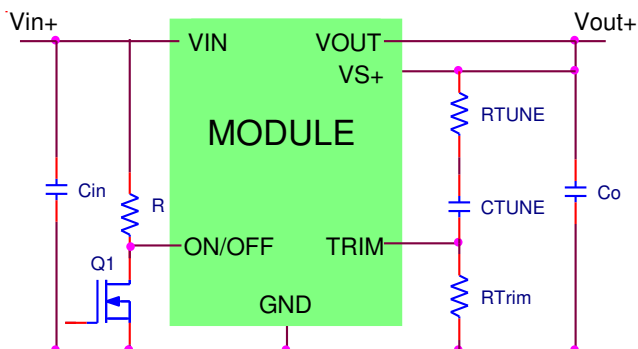 Vin+ Vout+
VIN VOUT
VS+
RTUNE
MODULE
Cin R CTUNE Co
ON/OFF TRIM
Q1
GND RTrim